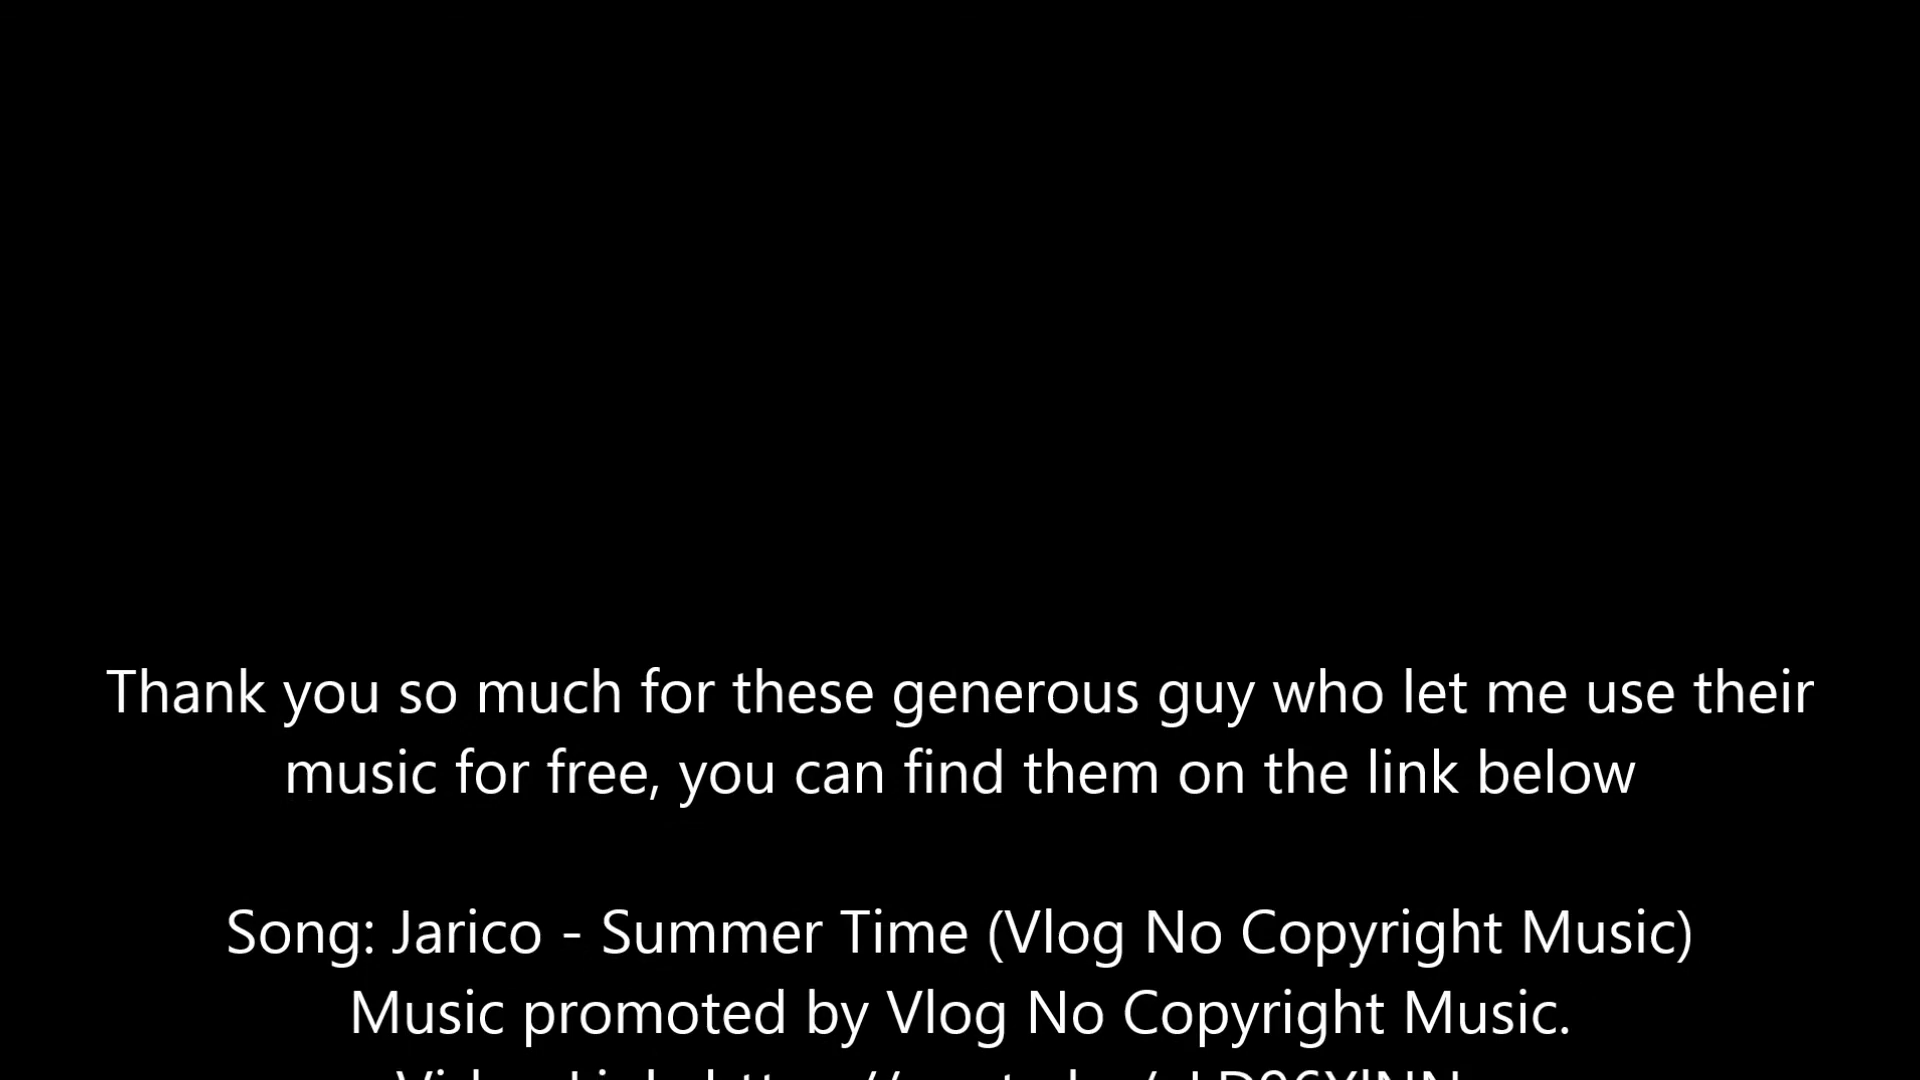 Thank you so much for these generous guy who let me use their
music for free, you can find them on the link below
Song: Jarico - Summer Time (Vlog No Copyright Music)
Music promoted by Vlog No Copyright Music.
Video Link: